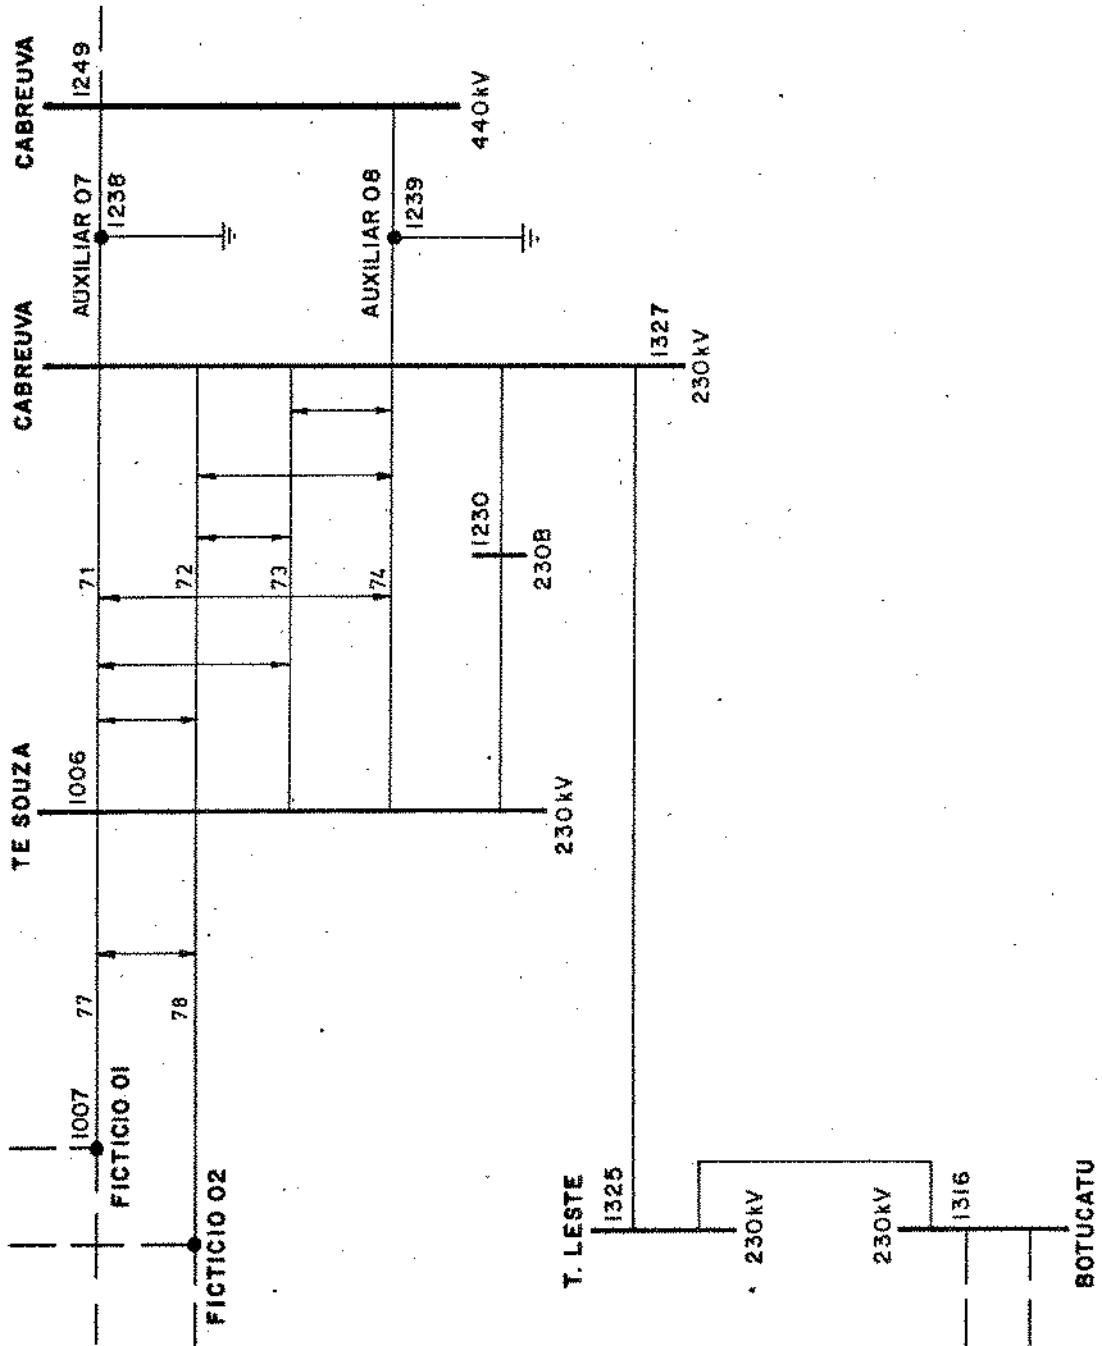 CABREUVA
1249
440kV
AUXILIAR 07
1238
AUXILIAR 08
1239
CABREUVA
1327
230kV
71
72
73
74
1230
230B
TE SOUZA
1006
230kV
77
78
1007
FICTICIO 01
FICTICIO 02
T. LESTE
1325
230kV
230kV
1316
BOTUCATU